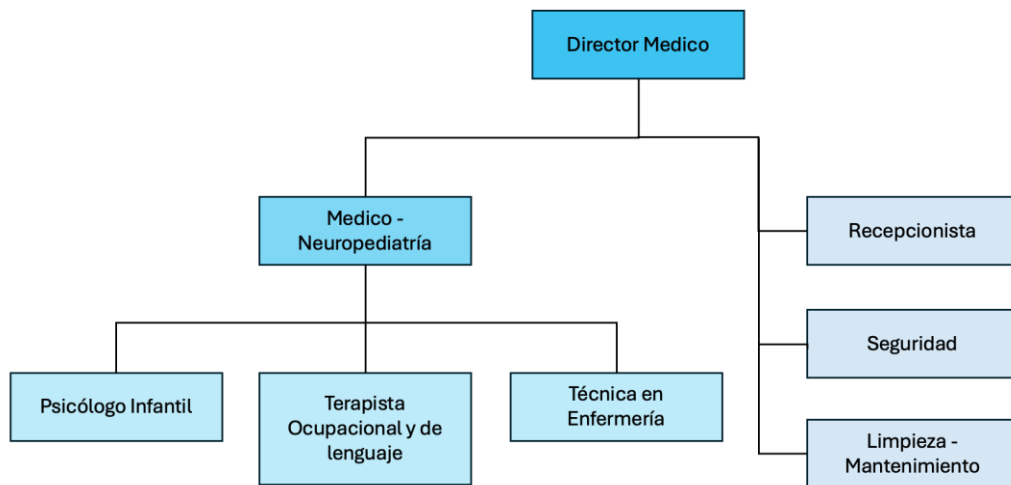 Director Medico
Medico -
Neuropediatría
Recepcionista
Seguridad
Psicólogo Infantil
Terapista
Ocupacional y de
lenguaje
Técnica en
Enfermería
Limpieza -
Mantenimiento